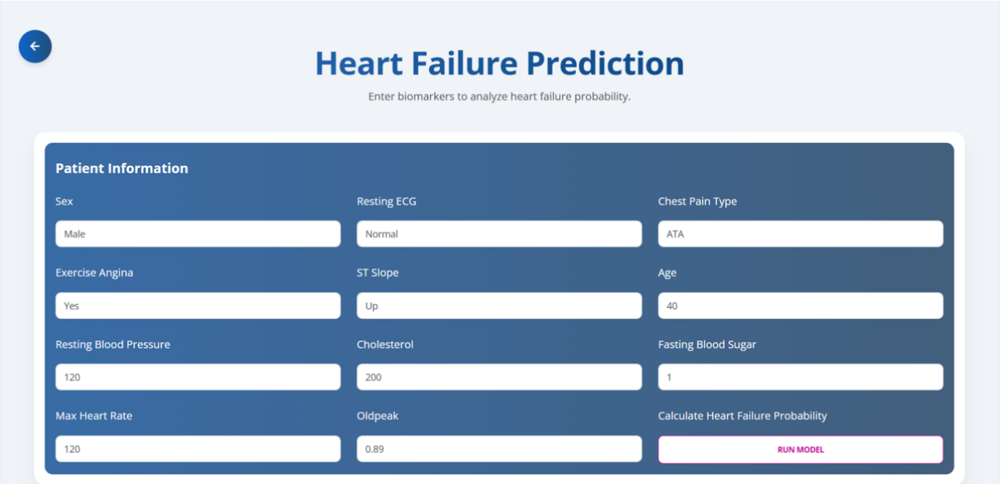 Heart Failure Prediction
Enter biomarkers to analyze heart failure probability.
Patient Information
Sex
Male
Resting ECG
Normal
Chest Pain Type
ATA
Exercise Angina
Yes
ST Slope
Up
Age
40
Resting Blood Pressure
120
Cholesterol
200
Fasting Blood Sugar
1
Max Heart Rate
120
Oldpeak
0.89
Calculate Heart Failure Probability
RUN MODEL